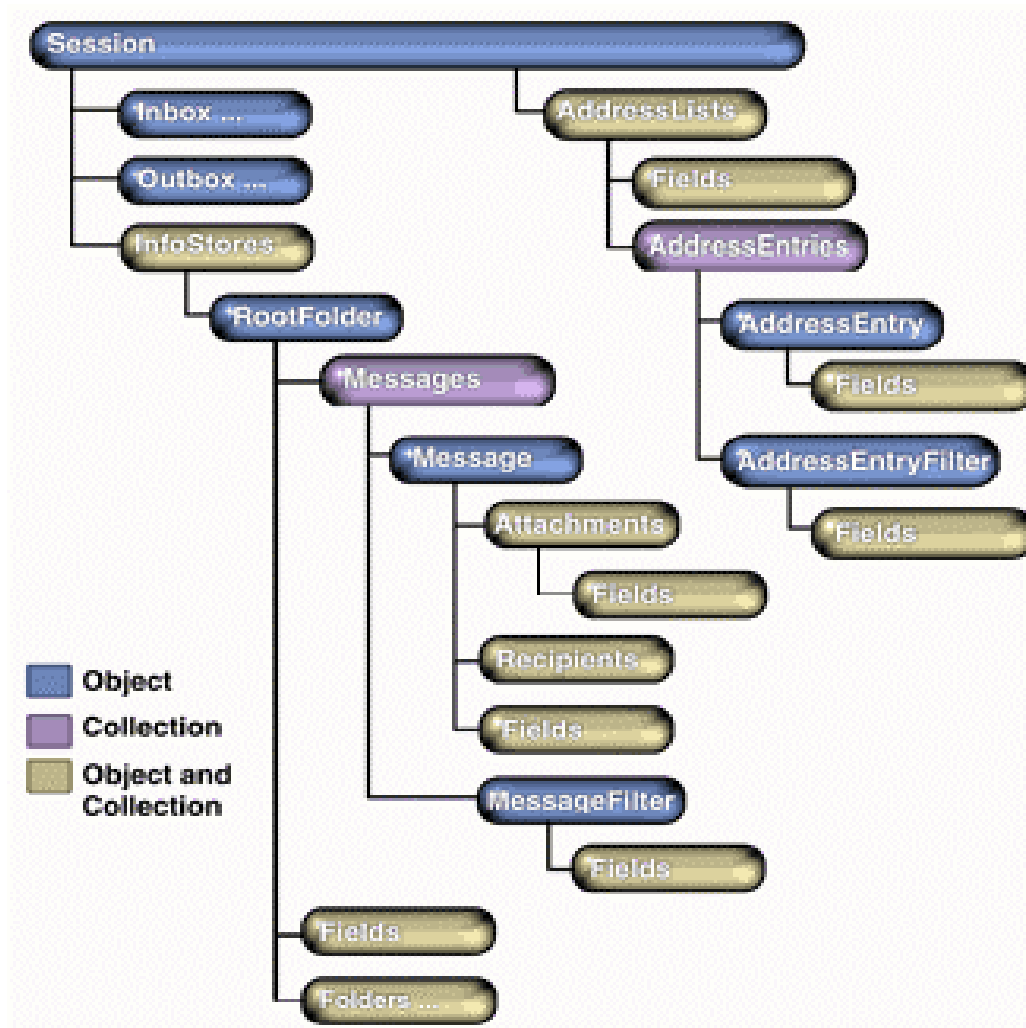 Session
Inbox ...
Outbox ...
InfoStores
RootFolder
Messages
Message
Attachments
Fields
Recipients
Fields
MessageFilter
Fields
Fields
Folders ....
AddressLists
Fields
AddressEntries
AddressEntry
Fields
AddressEntryFilter
Fields
Object
Collection
Object and
Collection